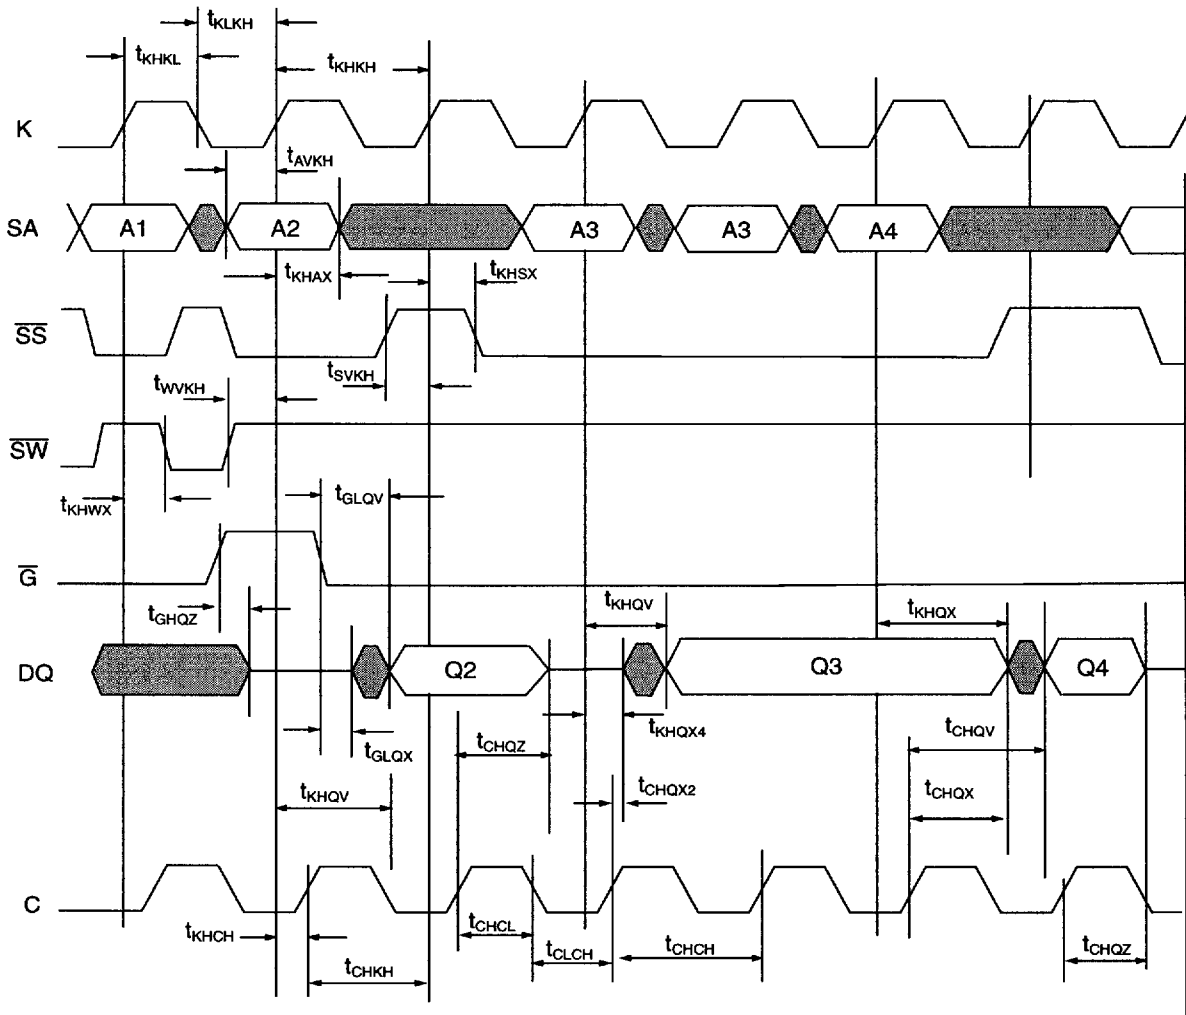 tKLKH
tKHKL
tKHKH
K
tAVKH
SA A1 A2 A3 A3 A4
tKHAX tKHSX
SS
tSVKH
tWVKH
SW
tGLQV
tKHWX
G
tKHQV tKHQX
tGHQZ
DQ Q2 Q3 Q4
tKHQX4 tCHQV
tCHQZ
tGLQX
tCHQX2 tCHQX
tKHQV
C
tKHCH tCHCL
tCLCH tCHCH tCHQZ
tCHKH